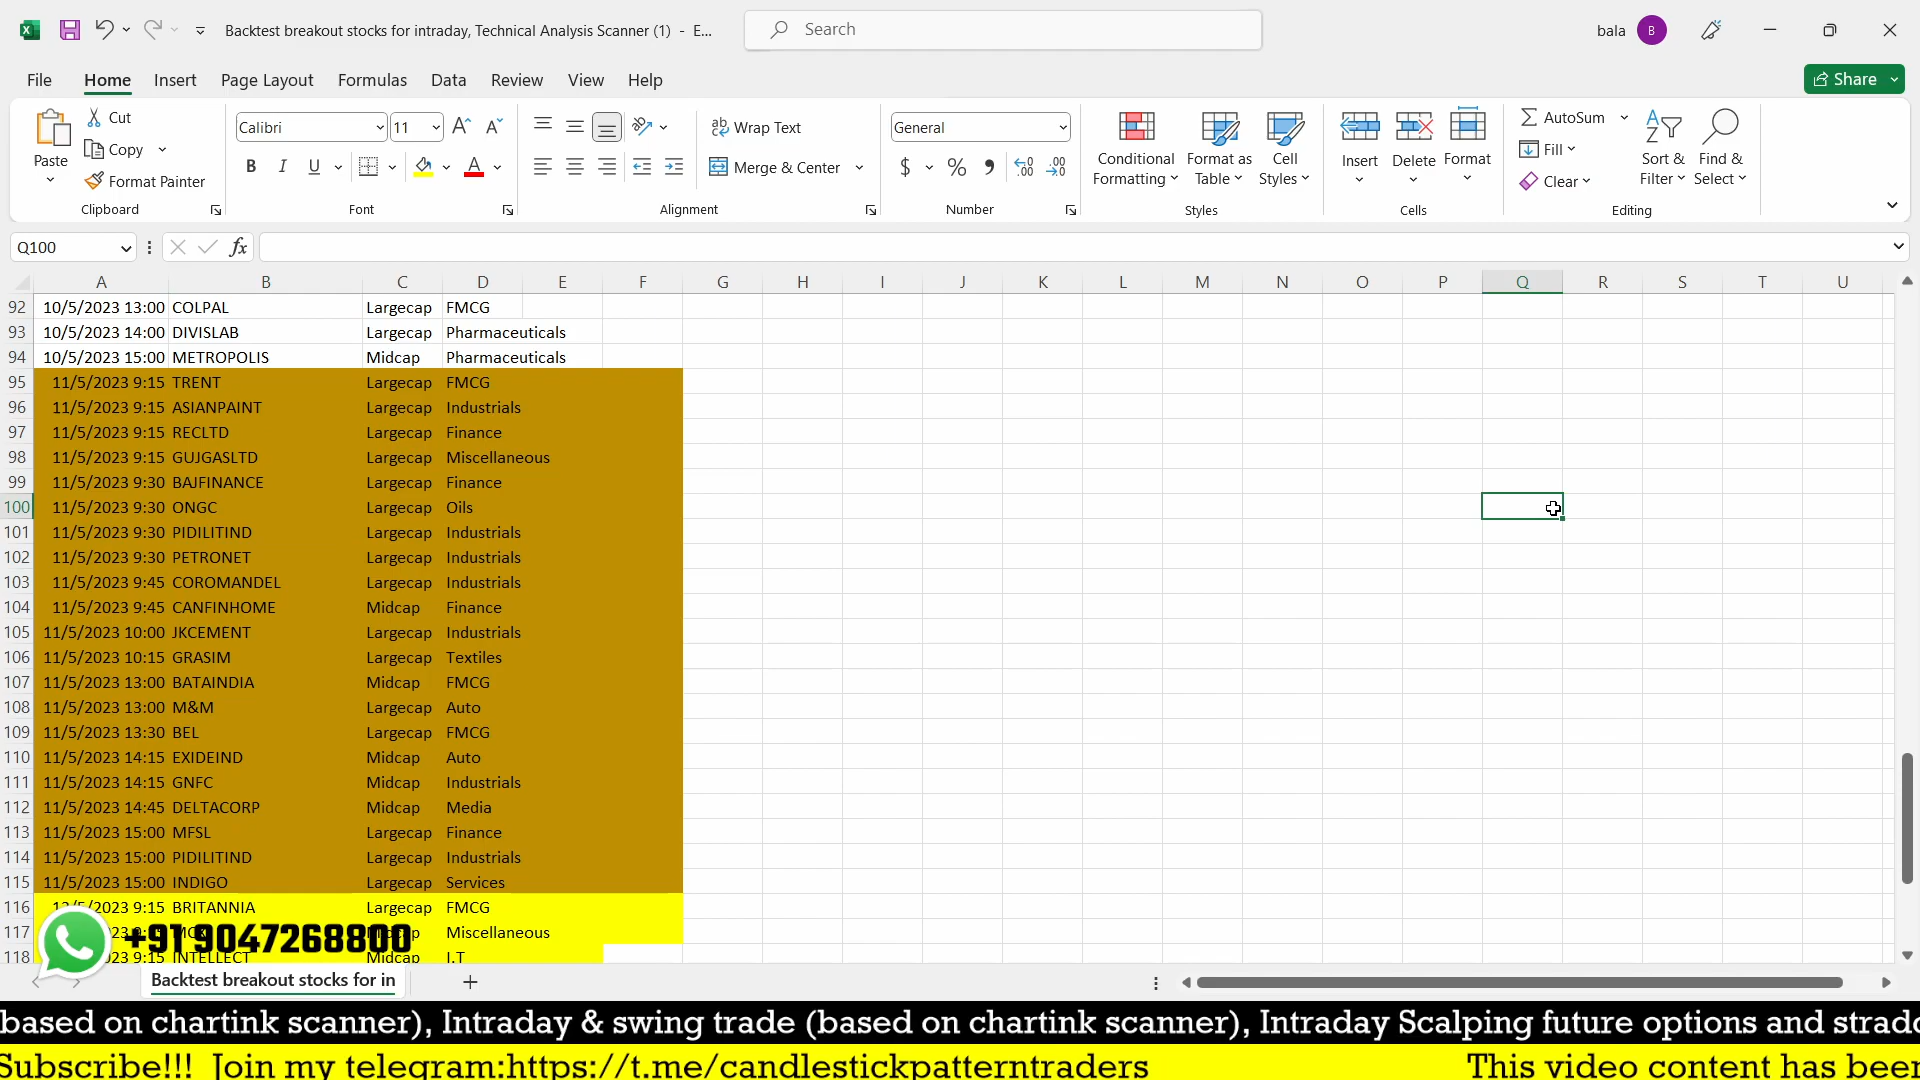 Backtest breakout stocks for intraday, Technical Analysis Scanner (1) - E...
Search
bala
B
File Home Insert Page Layout Formulas Data Review View Help
Share
Paste
Cut
Copy
Format Painter
Clipboard
Calibri 11
B I U A
Font
Wrap Text
Merge & Center
Alignment
General
$ % 9
Number
Conditional Formatting
Format as Table
Cell Styles
Styles
Insert
Delete
Format
Cells
AutoSum
Fill
Clear
Sort & Filter
Find & Select
Editing
Q100
fx
A B C D E F G H I J K L M N O P Q R S T U
92 10/5/2023 13:00 COLPAL Largecap FMCG
93 10/5/2023 14:00 DIVISLAB Largecap Pharmaceuticals
94 10/5/2023 15:00 METROPOLIS Midcap Pharmaceuticals
95 11/5/2023 9:15 TRENT Largecap FMCG
96 11/5/2023 9:15 ASIANPAINT Largecap Industrials
97 11/5/2023 9:15 RECLTD Largecap Finance
98 11/5/2023 9:15 GUJGASLTD Largecap Miscellaneous
99 11/5/2023 9:30 BAJFINANCE Largecap Finance
100 11/5/2023 9:30 ONGC Largecap Oils
101 11/5/2023 9:30 PIDILITIND Largecap Industrials
102 11/5/2023 9:30 PETRONET Largecap Industrials
103 11/5/2023 9:45 COROMANDEL Largecap Industrials
104 11/5/2023 9:45 CANFINHOME Midcap Finance
105 11/5/2023 10:00 JKCEMENT Largecap Industrials
106 11/5/2023 10:15 GRASIM Largecap Textiles
107 11/5/2023 13:00 BATAINDIA Midcap FMCG
108 11/5/2023 13:00 M&M Largecap Auto
109 11/5/2023 13:30 BEL Largecap FMCG
110 11/5/2023 14:15 EXIDEIND Midcap Auto
111 11/5/2023 14:15 GNFC Midcap Industrials
112 11/5/2023 14:45 DELTACORP Midcap Media
113 11/5/2023 15:00 MFSL Largecap Finance
114 11/5/2023 15:00 PIDILITIND Largecap Industrials
115 11/5/2023 15:00 INDIGO Largecap Services
116 12/5/2023 9:15 BRITANNIA Largecap FMCG
117 Miscellaneous
+91 9047268800
118 9:15 INTELLECT Midcap I.T
Backtest breakout stocks for in
based on chartink scanner), Intraday & swing trade (based on chartink scanner), Intraday Scalping future options and strad
Subscribe!!! Join my telegram:https://t.me/candlestickpatterntraders This video content has been